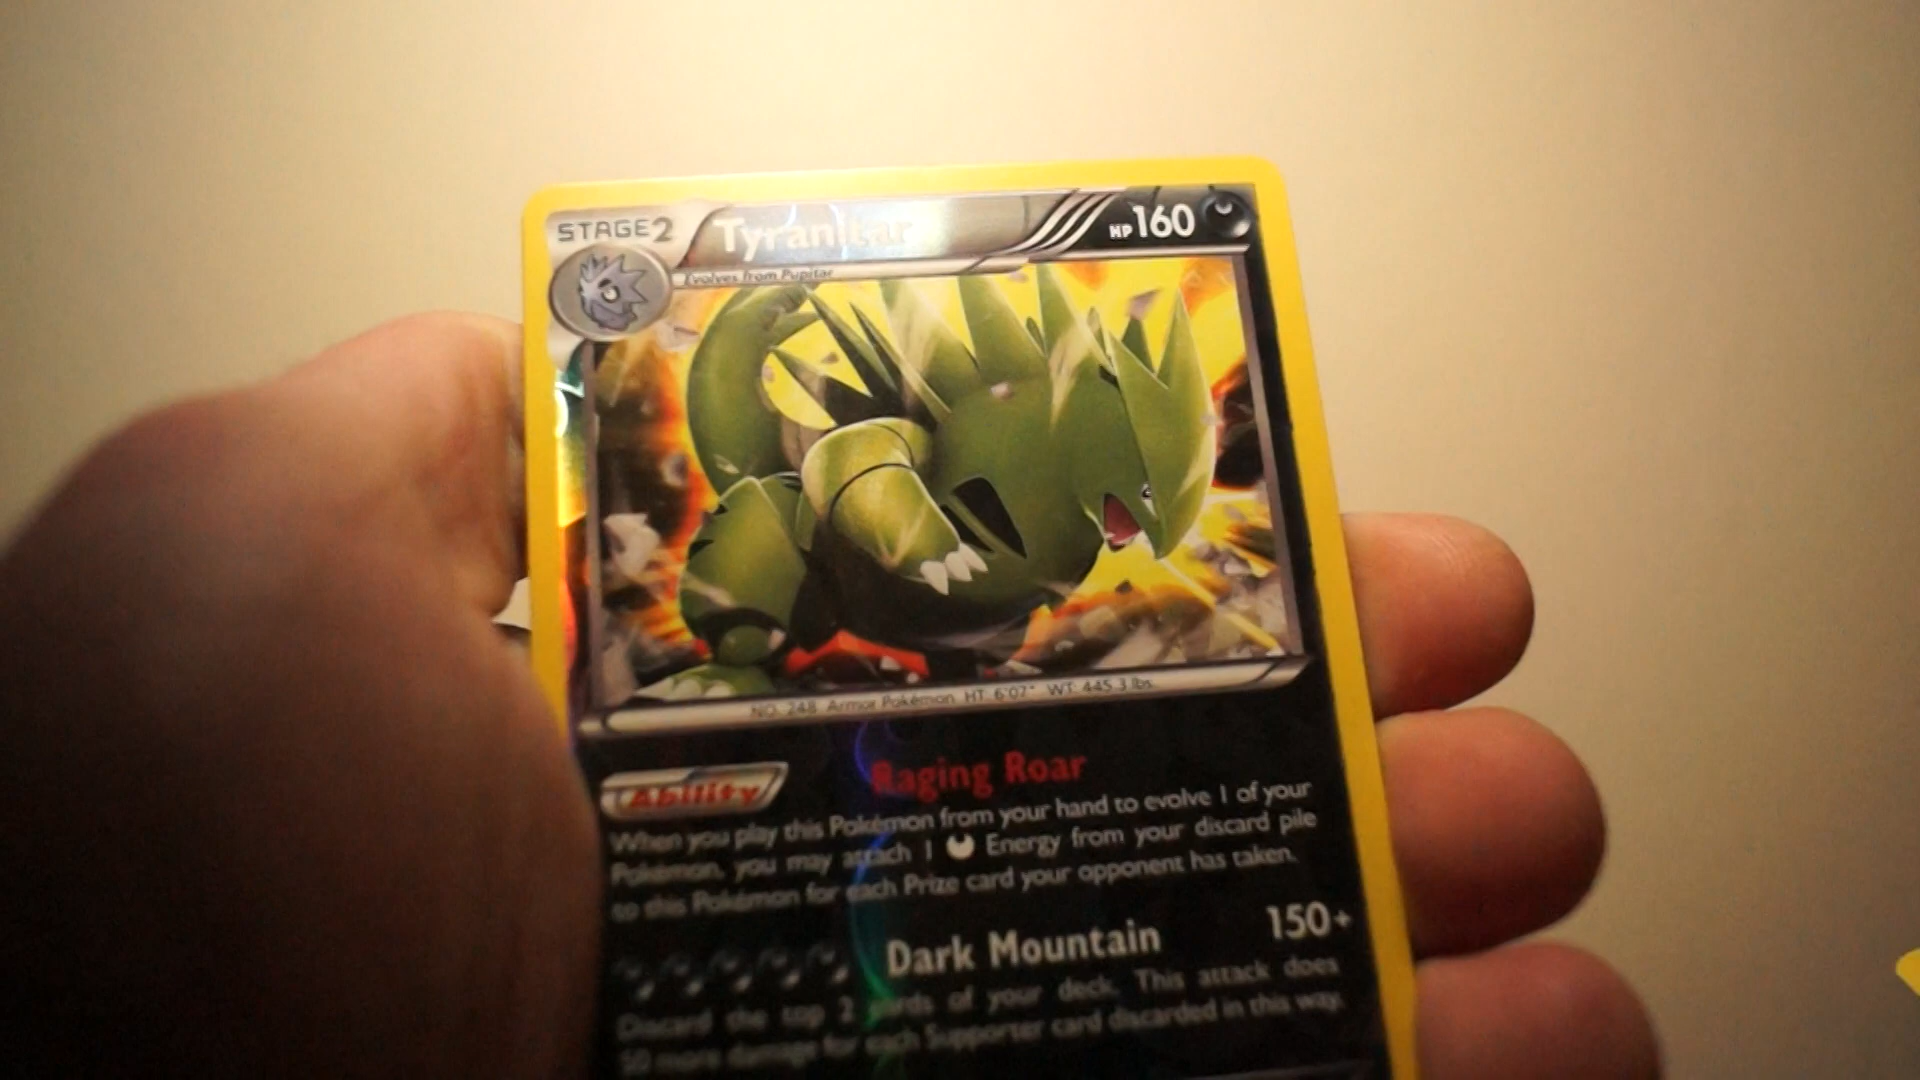 STAGE2 Tyranitar HP160
Evolves from Pupitar
NO. 248 Armor Pokémon HT: 6'07" WT: 445.3 lbs.
Ability Raging Roar
When you play this Pokémon from your hand to evolve 1 of your
Pokémon, you may attach 1 Energy from your discard pile
to this Pokémon for each Prize card your opponent has taken.
Dark Mountain 150+
Discard the top 2 cards of your deck. This attack does
50 more damage for each Supporter card discarded in this way.